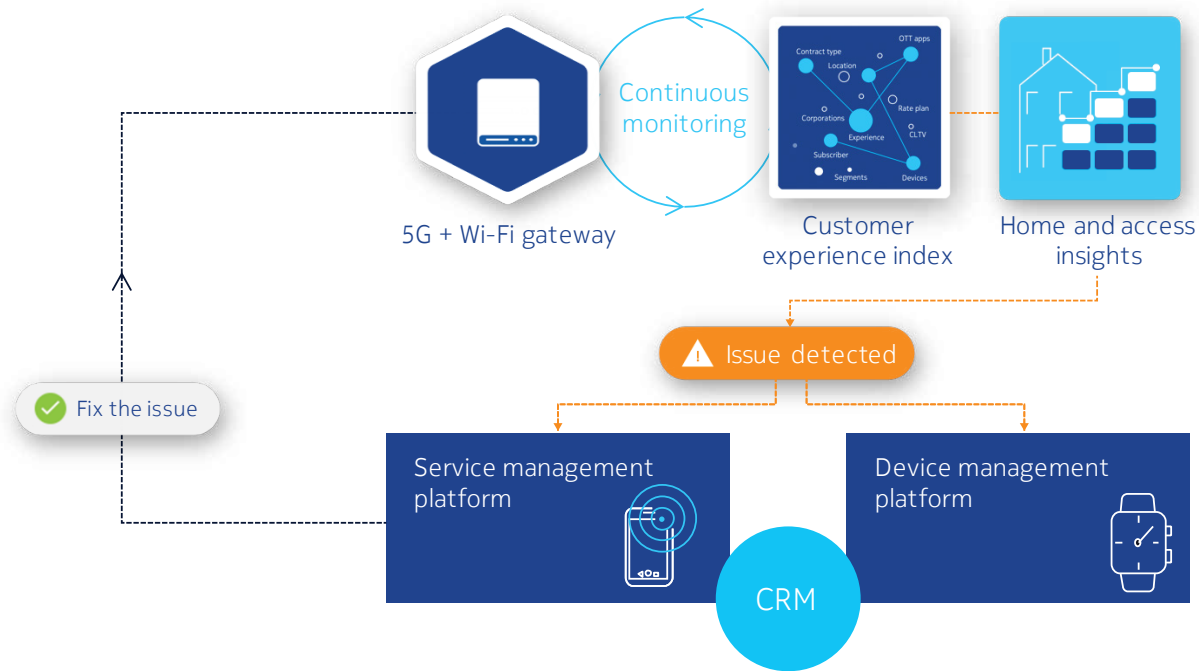 Continuous
monitoring
Contract type
OTT apps
Location
Rate plan
Corporations
Experience
CLTV
Subscriber
Segments
Devices
5G + Wi-Fi gateway
Customer
experience index
Home and access
insights
! Issue detected
Fix the issue
Service management
platform
Device management
platform
CRM